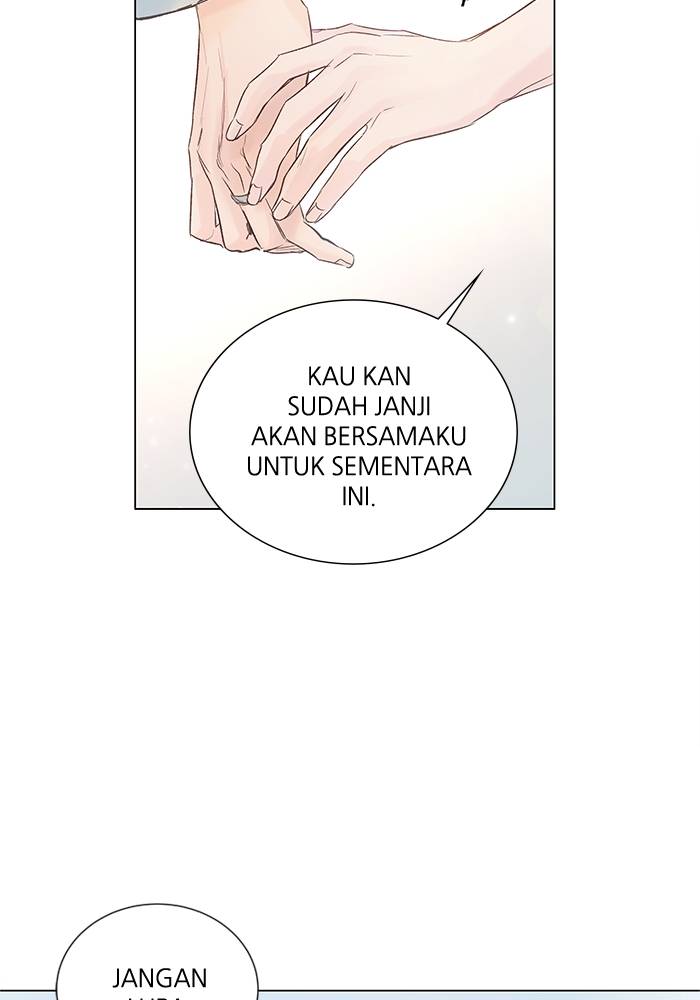 KAU KAN
SUDAH JANJI
AKAN BERSAMAKU
UNTUK SEMENTARA
INI.
JANGAN